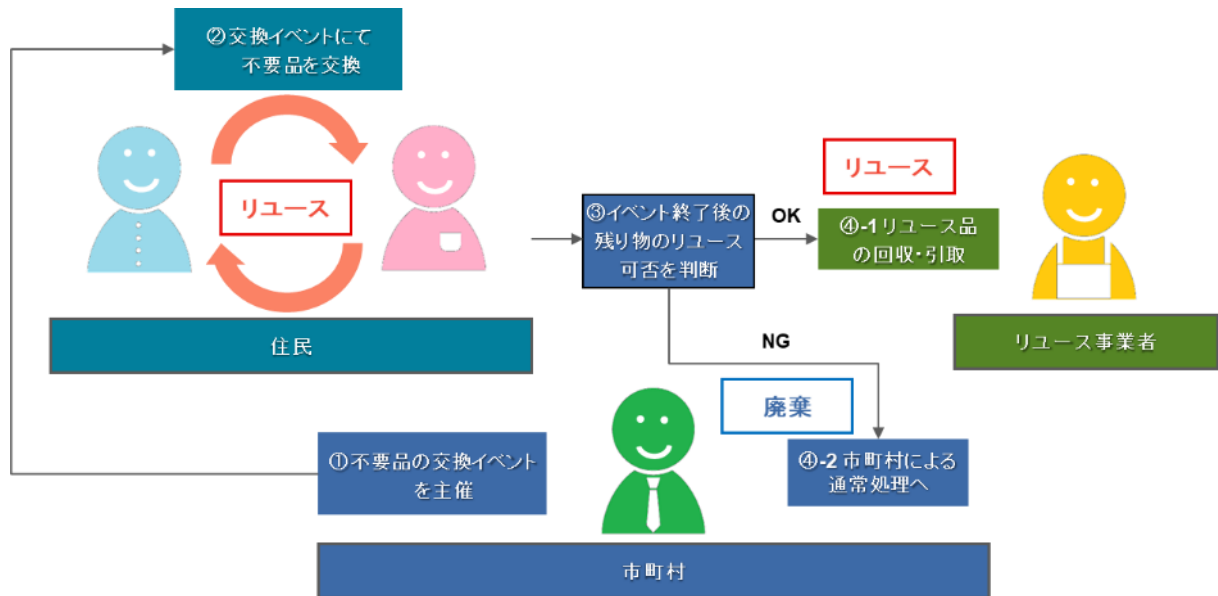 ②交換イベントにて
不要品を交換
リユース
住民
③イベント終了後の
残り物のリユース
可否を判断
OK
リユース
④-1リユース品
の回収・引取
リユース事業者
NG
廃棄
①不要品の交換イベント
を主催
④-2 市町村による
通常処理へ
市町村